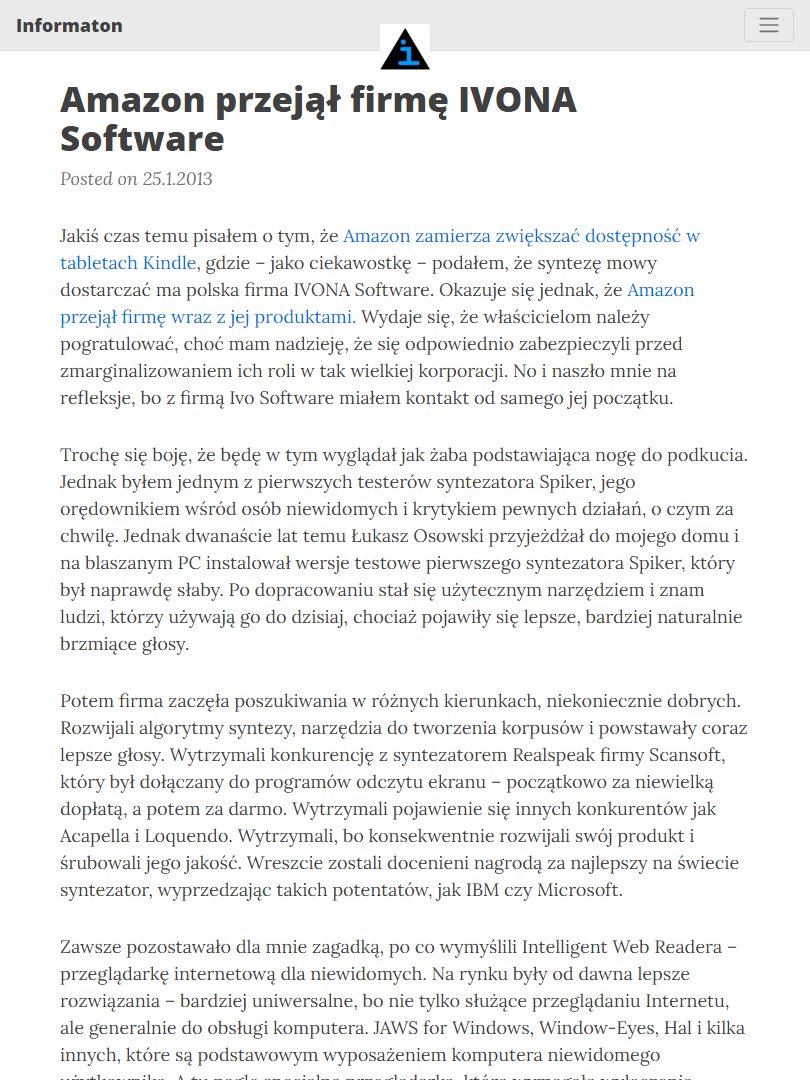 Informaton
i
Amazon przejął firmę IVONA
Software
Posted on 25.1.2013
Jakiś czas temu pisałem o tym, że Amazon zamierza zwiększać dostępność w
tabletach Kindle, gdzie – jako ciekawostkę – podałem, że syntezę mowy
dostarczać ma polska firma IVONA Software. Okazuje się jednak, że Amazon
przejął firmę wraz z jej produktami. Wydaje się, że właścicielom należy
pogratulować, choć mam nadzieję, że się odpowiednio zabezpieczyli przed
zmarginalizowaniem ich roli w tak wielkiej korporacji. No i naszło mnie na
refleksje, bo z firmą Ivo Software miałem kontakt od samego jej początku.
Trochę się boję, że będę w tym wyglądał jak żaba podstawiająca nogę do podkucia.
Jednak byłem jednym z pierwszych testerów syntezatora Spiker, jego
orędownikiem wśród osób niewidomych i krytykiem pewnych działań, o czym za
chwilę. Jednak dwanaście lat temu Łukasz Osowski przyjeżdżał do mojego domu i
na blaszanym PC instalował wersje testowe pierwszego syntezatora Spiker, który
był naprawdę słaby. Po dopracowaniu stał się użytecznym narzędziem i znam
ludzi, którzy używają go do dzisiaj, chociaż pojawiły się lepsze, bardziej naturalnie
brzmiące głosy.
Potem firma zaczęła poszukiwania w różnych kierunkach, niekoniecznie dobrych.
Rozwijali algorytmy syntezy, narzędzia do tworzenia korpusów i powstawały coraz
lepsze głosy. Wytrzymali konkurencję z syntezatorem Realspeak firmy Scansoft,
który był dołączany do programów odczytu ekranu – początkowo za niewielką
dopłatą, a potem za darmo. Wytrzymali pojawienie się innych konkurentów jak
Acapella i Loquendo. Wytrzymali, bo konsekwentnie rozwijali swój produkt i
śrubowali jego jakość. Wreszcie zostali docenieni nagrodą za najlepszy na świecie
syntezator, wyprzedzając takich potentatów, jak IBM czy Microsoft.
Zawsze pozostawało dla mnie zagadką, po co wymyślili Intelligent Web Readera –
przeglądarkę internetową dla niewidomych. Na rynku były od dawna lepsze
rozwiązania – bardziej uniwersalne, bo nie tylko służące przeglądaniu Internetu,
ale generalnie do obsługi komputera. JAWS for Windows, Window-Eyes, Hal i kilka
innych, które są podstawowym wyposażeniem komputera niewidomego